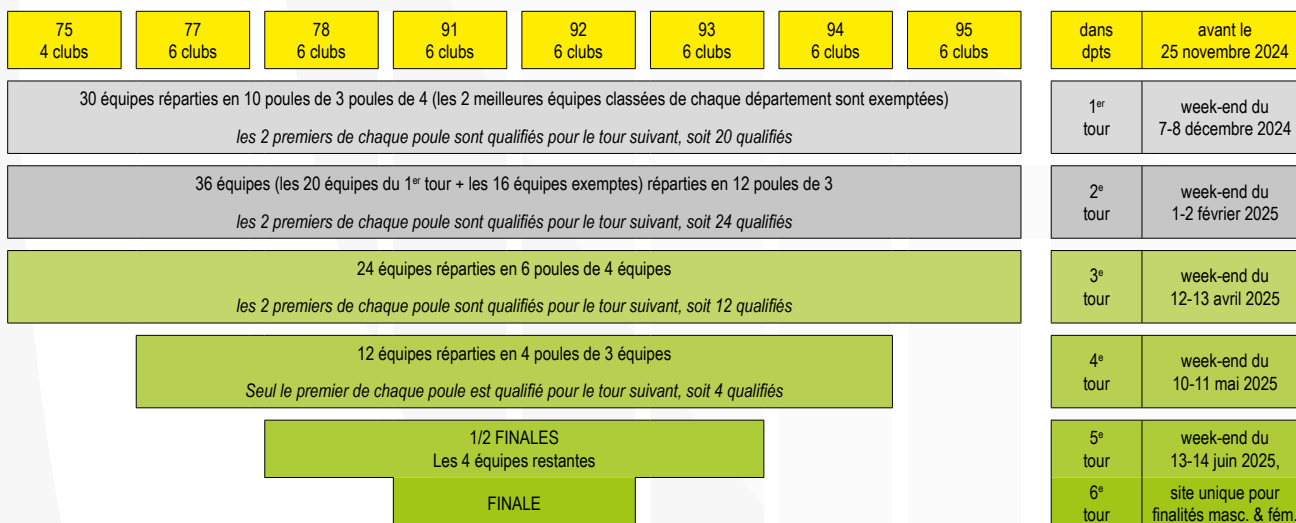 75
4 clubs
77
6 clubs
78
6 clubs
91
6 clubs
92
6 clubs
93
6 clubs
94
6 clubs
95
6 clubs
dans
dpts
avant le
25 novembre 2024
30 équipes réparties en 10 poules de 3 poules de 4 (les 2 meilleures équipes classées de chaque département sont exemptées)
les 2 premiers de chaque poule sont qualifiés pour le tour suivant, soit 20 qualifiés
1er
tour
week-end du
7-8 décembre 2024
36 équipes (les 20 équipes du 1er tour + les 16 équipes exemptes) réparties en 12 poules de 3
les 2 premiers de chaque poule sont qualifiés pour le tour suivant, soit 24 qualifiés
2e
tour
week-end du
1-2 février 2025
24 équipes réparties en 6 poules de 4 équipes
les 2 premiers de chaque poule sont qualifiés pour le tour suivant, soit 12 qualifiés
3e
tour
week-end du
12-13 avril 2025
12 équipes réparties en 4 poules de 3 équipes
Seul le premier de chaque poule est qualifié pour le tour suivant, soit 4 qualifiés
4e
tour
week-end du
10-11 mai 2025
1/2 FINALES
Les 4 équipes restantes
5e
tour
week-end du
13-14 juin 2025,
FINALE
6e
tour
site unique pour
finalités masc. & fém.